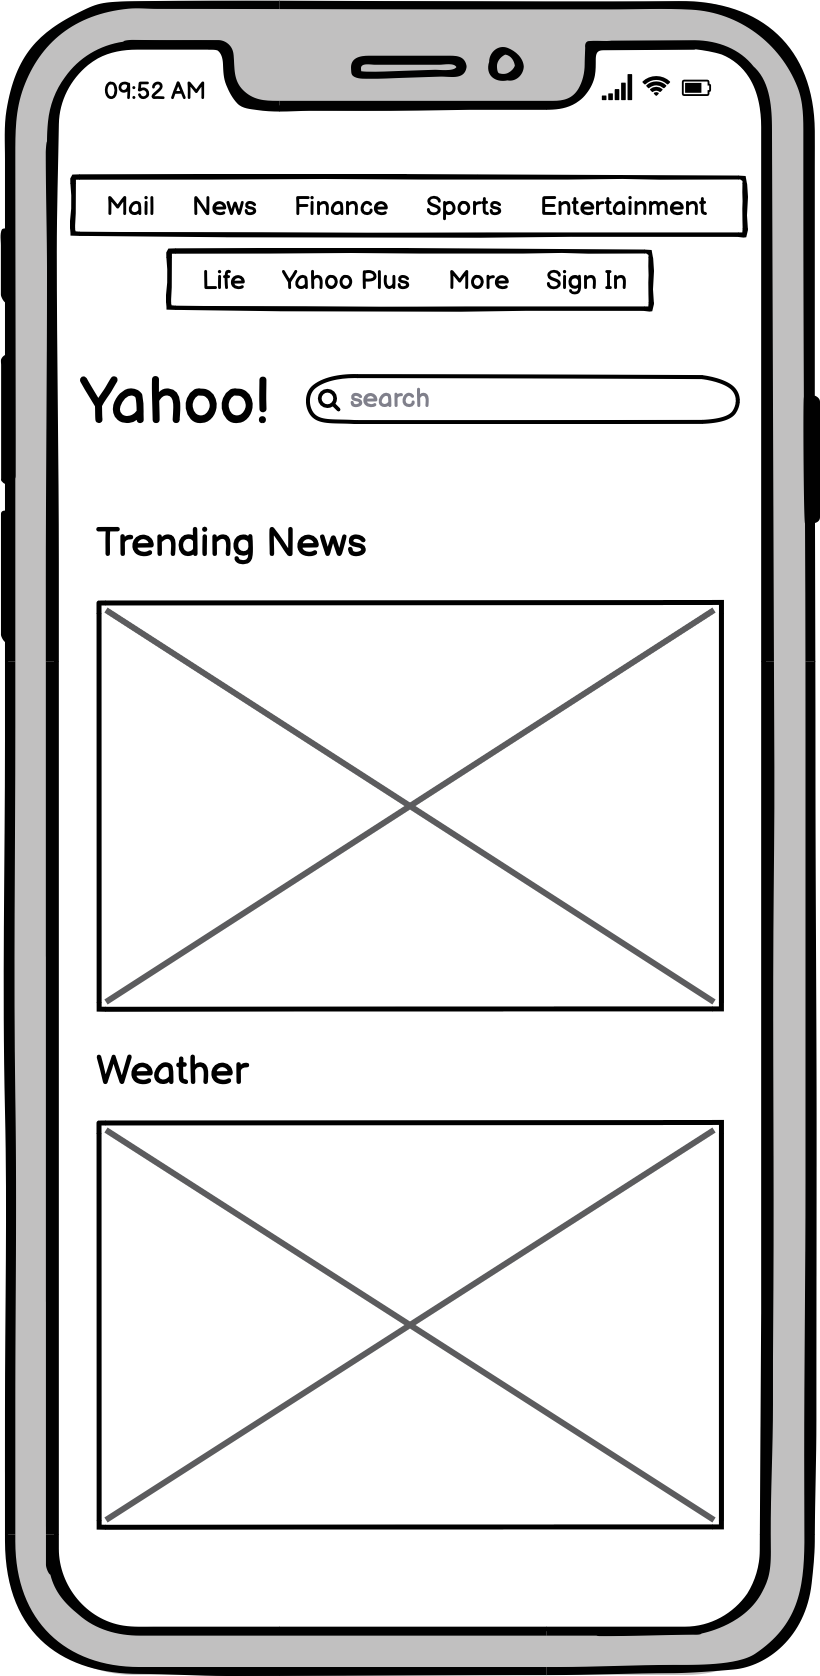 09:52 AM
Mail News Finance Sports Entertainment
Life Yahoo Plus More Sign In
Yahoo! search
Trending News
Weather